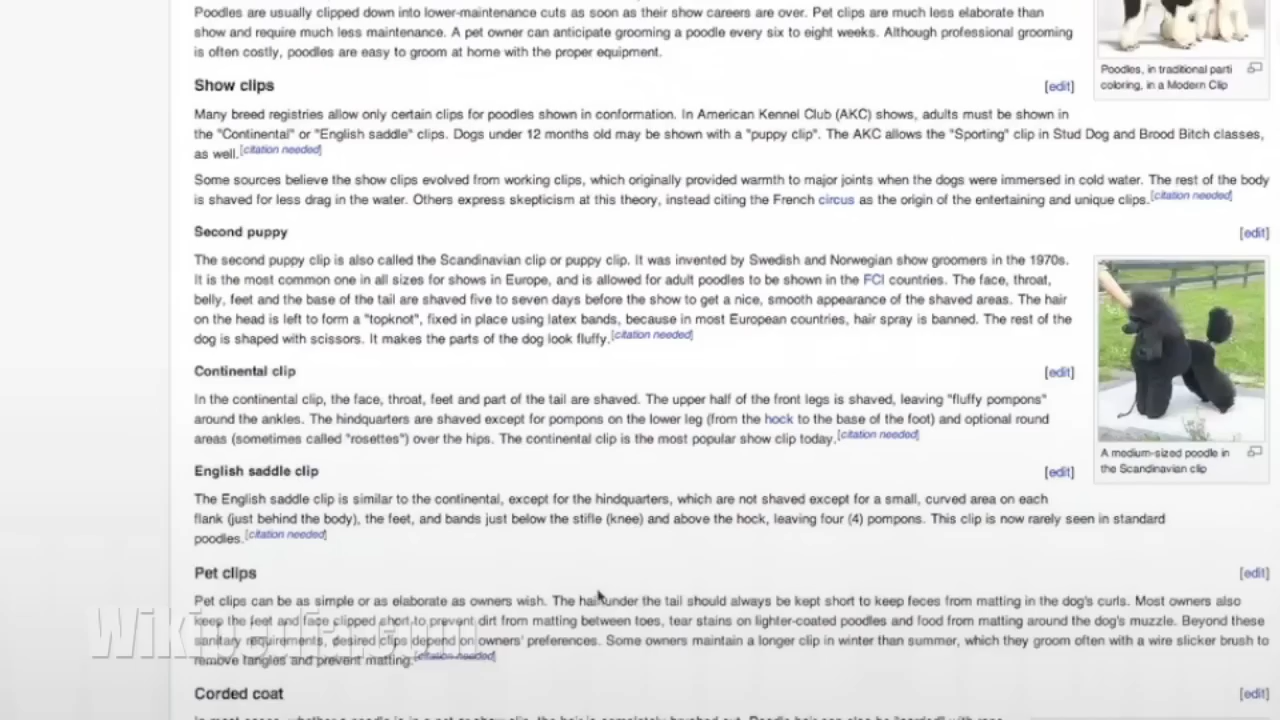 Poodles are usually clipped down into lower-maintenance cuts as soon as their show careers are over. Pet clips are much less elaborate than
show and require much less maintenance. A pet owner can anticipate grooming a poodle every six to eight weeks. Although professional grooming
is often costly, poodles are easy to groom at home with the proper equipment.
Poodles, in traditional parti
coloring, in a Modern Clip
Show clips [edit]
Many breed registries allow only certain clips for poodles shown in conformation. In American Kennel Club (AKC) shows, adults must be shown in
the "Continental" or "English saddle" clips. Dogs under 12 months old may be shown with a "puppy clip". The AKC allows the "Sporting" clip in Stud Dog and Brood Bitch classes,
as well.[citation needed]
Some sources believe the show clips evolved from working clips, which originally provided warmth to major joints when the dogs were immersed in cold water. The rest of the body
is shaved for less drag in the water. Others express skepticism at this theory, instead citing the French circus as the origin of the entertaining and unique clips.[citation needed]
Second puppy [edit]
The second puppy clip is also called the Scandinavian clip or puppy clip. It was invented by Swedish and Norwegian show groomers in the 1970s.
It is the most common one in all sizes for shows in Europe, and is allowed for adult poodles to be shown in the FCI countries. The face, throat,
belly, feet and the base of the tail are shaved five to seven days before the show to get a nice, smooth appearance of the shaved areas. The hair
on the head is left to form a "topknot", fixed in place using latex bands, because in most European countries, hair spray is banned. The rest of the
dog is shaped with scissors. It makes the parts of the dog look fluffy.[citation needed]
Continental clip [edit]
In the continental clip, the face, throat, feet and part of the tail are shaved. The upper half of the front legs is shaved, leaving "fluffy pompons"
around the ankles. The hindquarters are shaved except for pompons on the lower leg (from the hock to the base of the foot) and optional round
areas (sometimes called "rosettes") over the hips. The continental clip is the most popular show clip today.[citation needed]
A medium-sized poodle in
the Scandinavian clip
English saddle clip [edit]
The English saddle clip is similar to the continental, except for the hindquarters, which are not shaved except for a small, curved area on each
flank (just behind the body), the feet, and bands just below the stifle (knee) and above the hock, leaving four (4) pompons. This clip is now rarely seen in standard
poodles.[citation needed]
Pet clips [edit]
Pet clips can be as simple or as elaborate as owners wish. The hair under the tail should always be kept short to keep feces from matting in the dog's curls. Most owners also
keep the feet and face clipped short to prevent dirt from matting between toes, tear stains on lighter-coated poodles and food from matting around the dog's muzzle. Beyond these
sanitary requirements, desired clips depend on owners' preferences. Some owners maintain a longer clip in winter than summer, which they groom often with a wire slicker brush to
remove tangles and prevent matting.[citation needed]
Corded coat [edit]